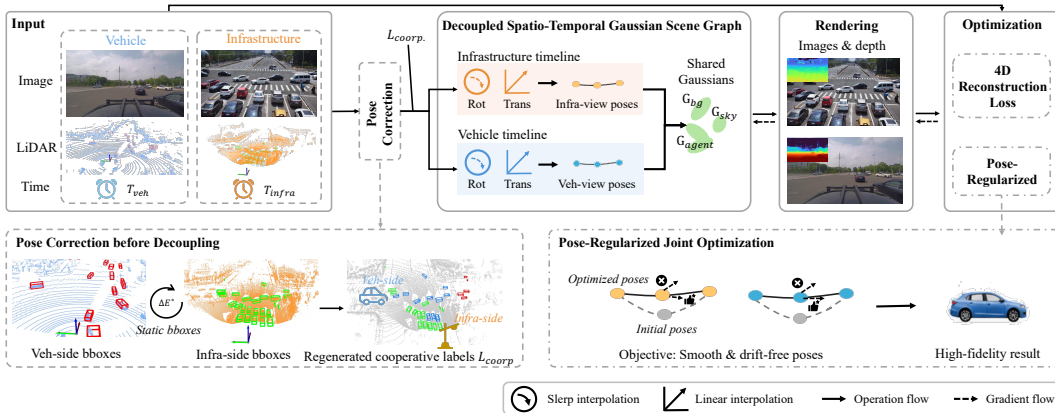 Input
Vehicle
Infrastructure
Image
LiDAR
Time
T_veh
T_infra
Pose
Correction
L_coorp.
Decoupled Spatio-Temporal Gaussian Scene Graph
Infrastructure timeline
Rot
Trans
Infra-view poses
Vehicle timeline
Rot
Trans
Veh-view poses
Shared
Gaussians
G_bg
G_sky
G_agent
Rendering
Images & depth
Optimization
4D
Reconstruction
Loss
Pose-
Regularized
Pose Correction before Decoupling
ΔE*
Static bboxes
Veh-side
Infra-side
Veh-side bboxes
Infra-side bboxes
Regenerated cooperative labels L_coorp
Pose-Regularized Joint Optimization
Optimized poses
Initial poses
Objective: Smooth & drift-free poses
High-fidelity result
Slerp interpolation
Linear interpolation
Operation flow
Gradient flow